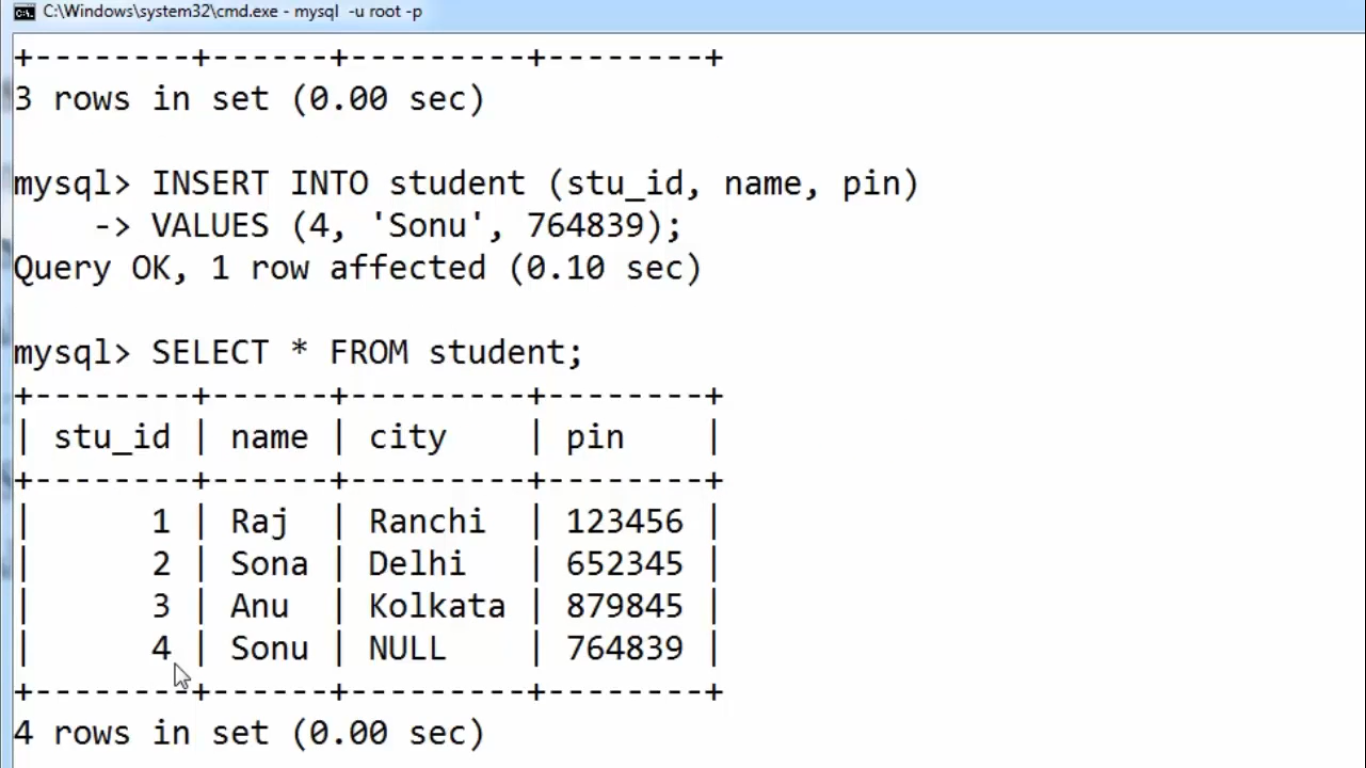 C:\Windows\system32\cmd.exe - mysql  -u root -p
+--------+------+---------+--------+
3 rows in set (0.00 sec)
mysql> INSERT INTO student (stu_id, name, pin)
    -> VALUES (4, 'Sonu', 764839);
Query OK, 1 row affected (0.10 sec)
mysql> SELECT * FROM student;
+--------+------+---------+--------+
| stu_id | name | city    | pin    |
+--------+------+---------+--------+
|      1 | Raj  | Ranchi  | 123456 |
|      2 | Sona | Delhi   | 652345 |
|      3 | Anu  | Kolkata | 879845 |
|      4 | Sonu | NULL    | 764839 |
+--------+------+---------+--------+
4 rows in set (0.00 sec)